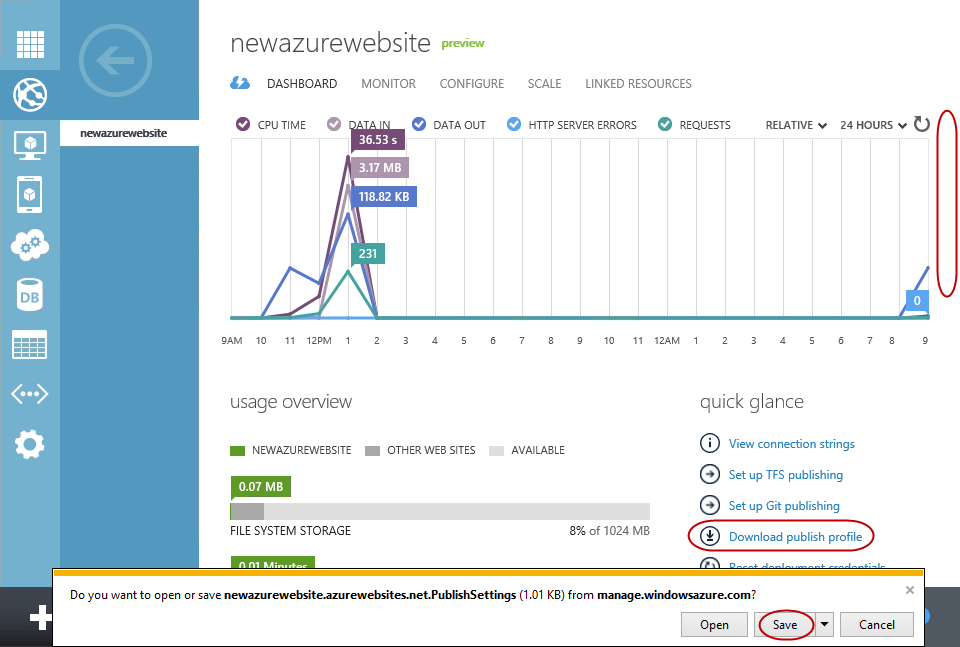 newazurewebsite preview
DASHBOARD MONITOR CONFIGURE SCALE LINKED RESOURCES
newazurewebsite
CPU TIME DATA IN DATA OUT HTTP SERVER ERRORS REQUESTS RELATIVE 24 HOURS
36.53 s
3.17 MB
118.82 KB
231
0
9AM 10 11 12PM 1 2 3 4 5 6 7 8 9 10 11 12AM 1 2 3 4 5 6 7 8 9
DB
usage overview
NEWAZUREWEBSITE OTHER WEB SITES AVAILABLE
0.07 MB
FILE SYSTEM STORAGE 8% of 1024 MB
0.01 Minutes
quick glance
View connection strings
Set up TFS publishing
Set up Git publishing
Download publish profile
Reset deployment credentials
Do you want to open or save newazurewebsite.azurewebsites.net.PublishSettings (1.01 KB) from manage.windowsazure.com?
Open Save Cancel